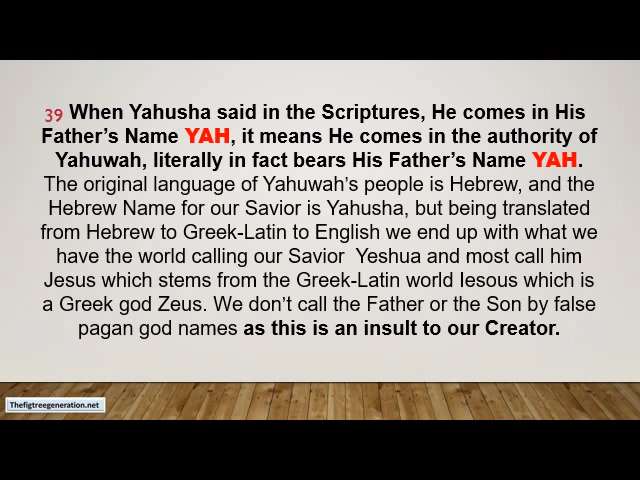 39 When Yahusha said in the Scriptures, He comes in His
Father's Name YAH, it means He comes in the authority of
Yahuwah, literally in fact bears His Father's Name YAH.
The original language of Yahuwah's people is Hebrew, and the
Hebrew Name for our Savior is Yahusha, but being translated
from Hebrew to Greek-Latin to English we end up with what we
have the world calling our Savior  Yeshua and most call him
Jesus which stems from the Greek-Latin world Iesous which is
a Greek god Zeus. We don't call the Father or the Son by false
pagan god names as this is an insult to our Creator.
Thefigtreegeneration.net